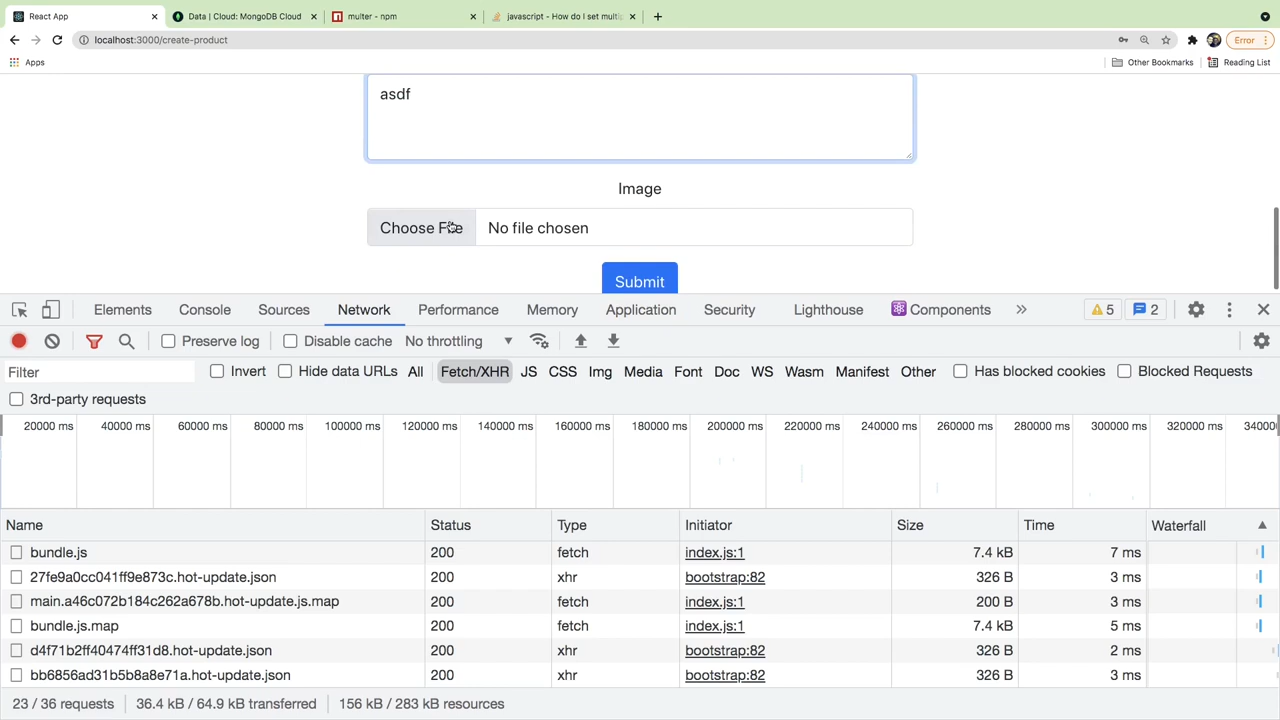 React App
Data | Cloud: MongoDB Cloud
multer - npm
javascript - How do I set multip
localhost:3000/create-product
Error
Apps
Other Bookmarks
Reading List
asdf
Image
Choose File
No file chosen
Submit
Elements Console Sources Network Performance Memory Application Security Lighthouse Components » 5 2
Preserve log Disable cache No throttling
Filter Invert Hide data URLs All Fetch/XHR JS CSS Img Media Font Doc WS Wasm Manifest Other Has blocked cookies Blocked Requests
3rd-party requests
20000 ms 40000 ms 60000 ms 80000 ms 100000 ms 120000 ms 140000 ms 160000 ms 180000 ms 200000 ms 220000 ms 240000 ms 260000 ms 280000 ms 300000 ms 320000 ms 340000
Name Status Type Initiator Size Time Waterfall
bundle.js 200 fetch index.js:1 7.4 kB 7 ms
27fe9a0cc041ff9e873c.hot-update.json 200 xhr bootstrap:82 326 B 3 ms
main.a46c072b184c262a678b.hot-update.js.map 200 fetch index.js:1 200 B 3 ms
bundle.js.map 200 fetch index.js:1 7.4 kB 5 ms
d4f71b2ff40474ff31d8.hot-update.json 200 xhr bootstrap:82 326 B 2 ms
bb6856ad31b5b8a8e71a.hot-update.json 200 xhr bootstrap:82 326 B 3 ms
23 / 36 requests 36.4 kB / 64.9 kB transferred 156 kB / 283 kB resources